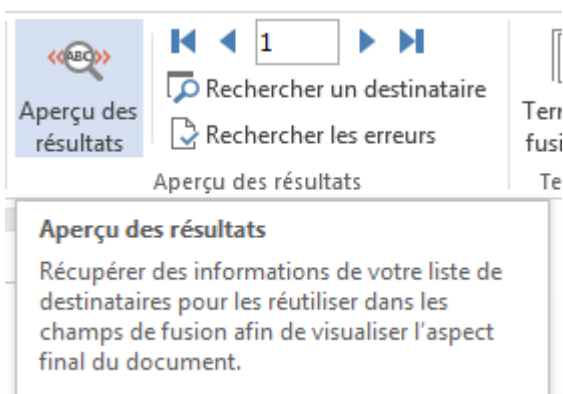 «ABC»
1
Rechercher un destinataire
Aperçu des
résultats
Rechercher les erreurs
Aperçu des résultats
Aperçu des résultats
Récupérer des informations de votre liste de
destinataires pour les réutiliser dans les
champs de fusion afin de visualiser l'aspect
final du document.